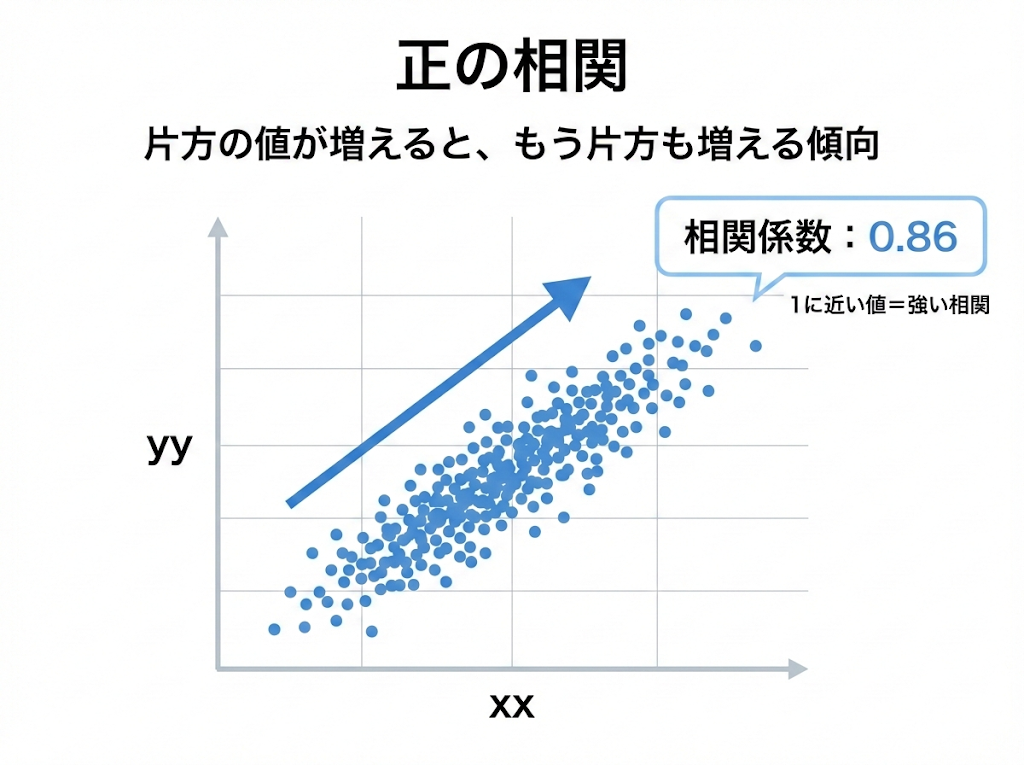 正の相関
片方の値が増えると、もう片方も増える傾向
相関係数：0.86
1に近い値＝強い相関
yy
xx